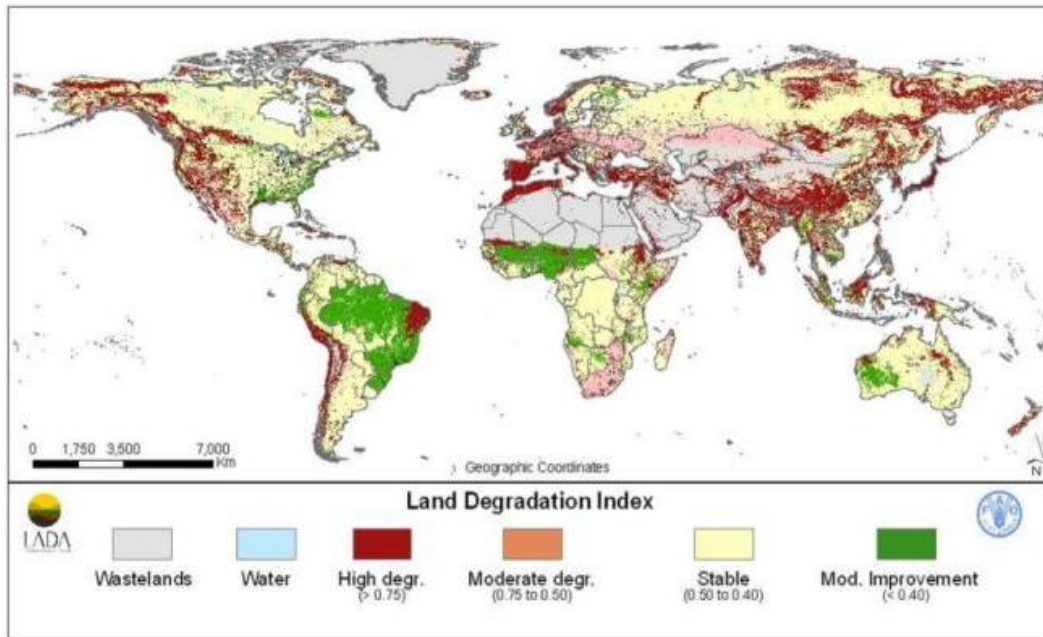 0 1,750 3,500 7,000
Km
Geographic Coordinates
N
Land Degradation Index
LADA
Wastelands
Water
High degr.
(> 0.75)
Moderate degr.
(0.75 to 0.50)
Stable
(0.50 to 0.40)
Mod. Improvement
(< 0.40)